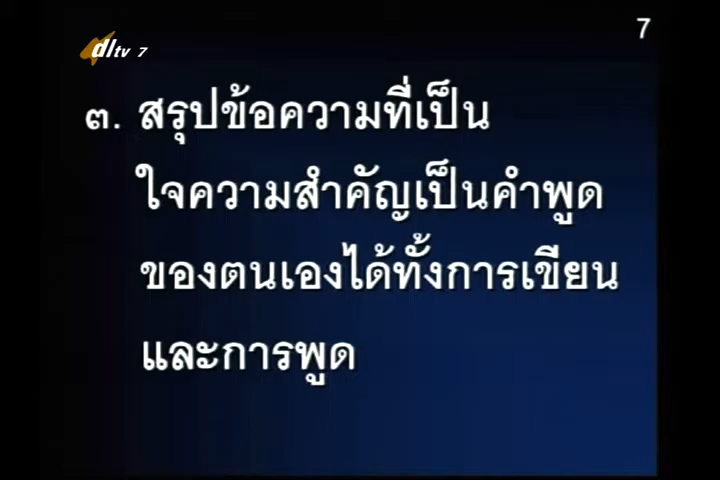 7
dltv 7
๓. สรุปข้อความที่เป็น
ใจความสำคัญเป็นคำพูด
ของตนเองได้ทั้งการเขียน
และการพูด